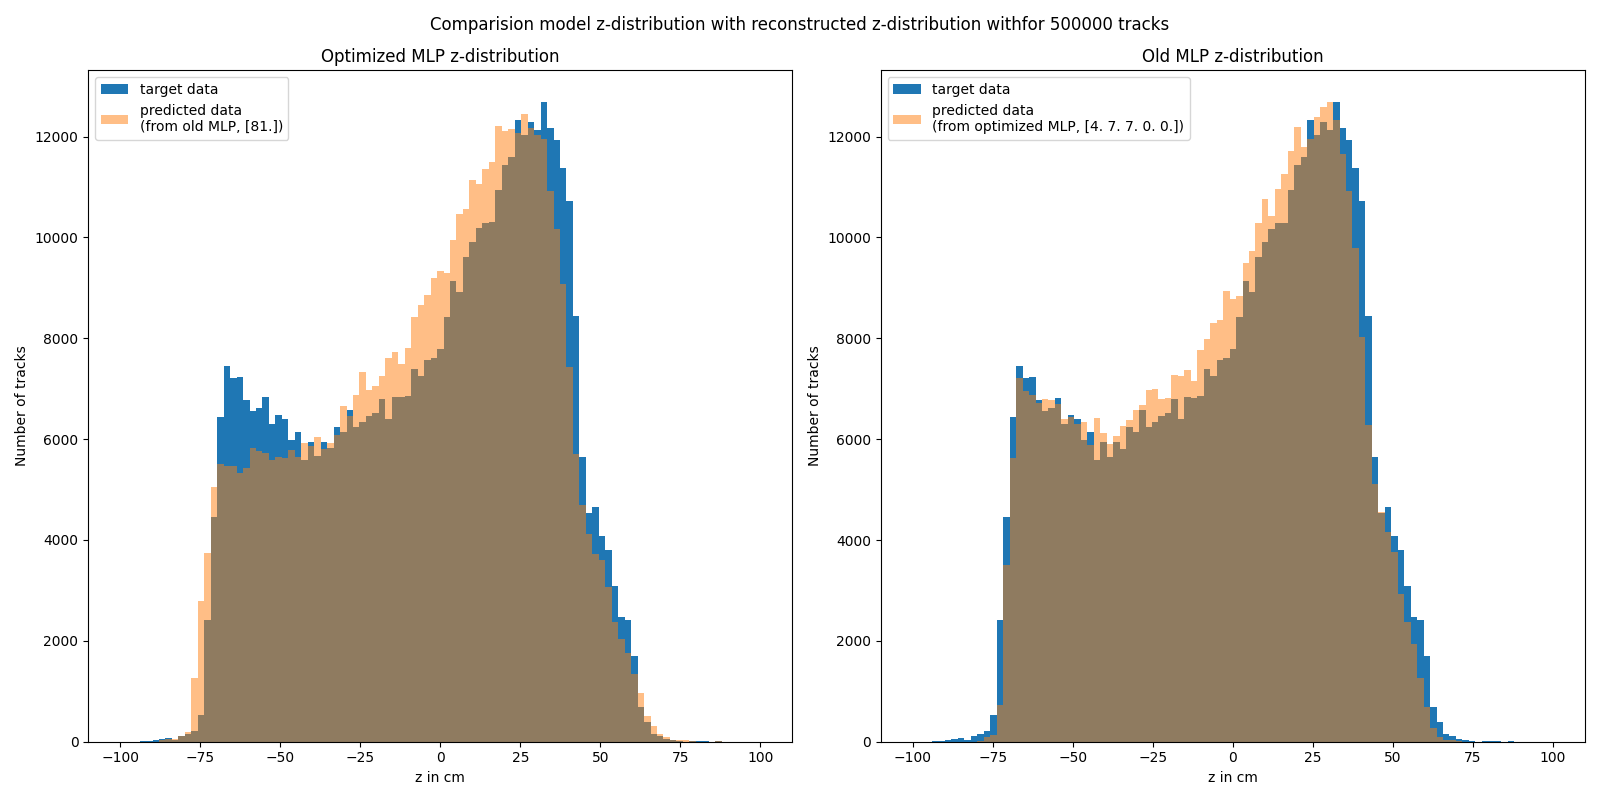 Comparision model z-distribution with reconstructed z-distribution withfor 500000 tracks
Optimized MLP z-distribution
target data
predicted data
(from old MLP, [81.])
Number of tracks
12000
10000
8000
6000
4000
2000
0
−100
−75
−50
−25
0
25
50
75
100
z in cm
Old MLP z-distribution
target data
predicted data
(from optimized MLP, [4. 7. 7. 0. 0.])
Number of tracks
12000
10000
8000
6000
4000
2000
0
−100
−75
−50
−25
0
25
50
75
100
z in cm